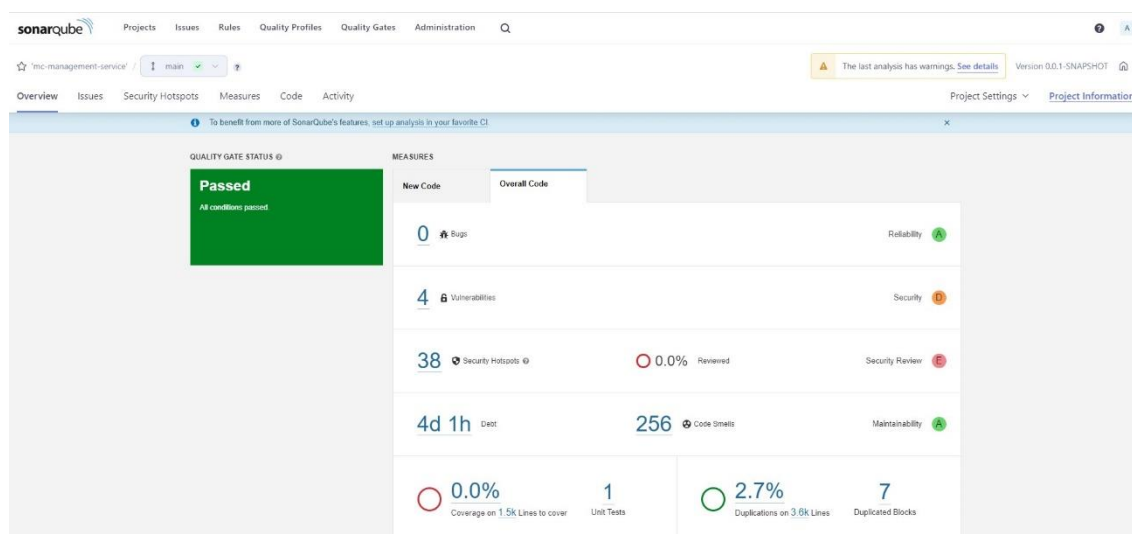 sonarqube Projects Issues Rules Quality Profiles Quality Gates Administration ? A
'mc-management-service' / main ? The last analysis has warnings. See details Version 0.0.1-SNAPSHOT
Overview Issues Security Hotspots Measures Code Activity Project Settings Project Information
To benefit from more of SonarQube's features, set up analysis in your favorite CI. ×
QUALITY GATE STATUS ? MEASURES
Passed New Code Overall Code
All conditions passed.
0 Bugs Reliability A
4 Vulnerabilities Security D
38 Security Hotspots ? 0.0% Reviewed Security Review E
4d 1h Debt 256 Code Smells Maintainability A
0.0% 1 2.7% 7
Coverage on 1.5k Lines to cover Unit Tests Duplications on 3.6k Lines Duplicated Blocks